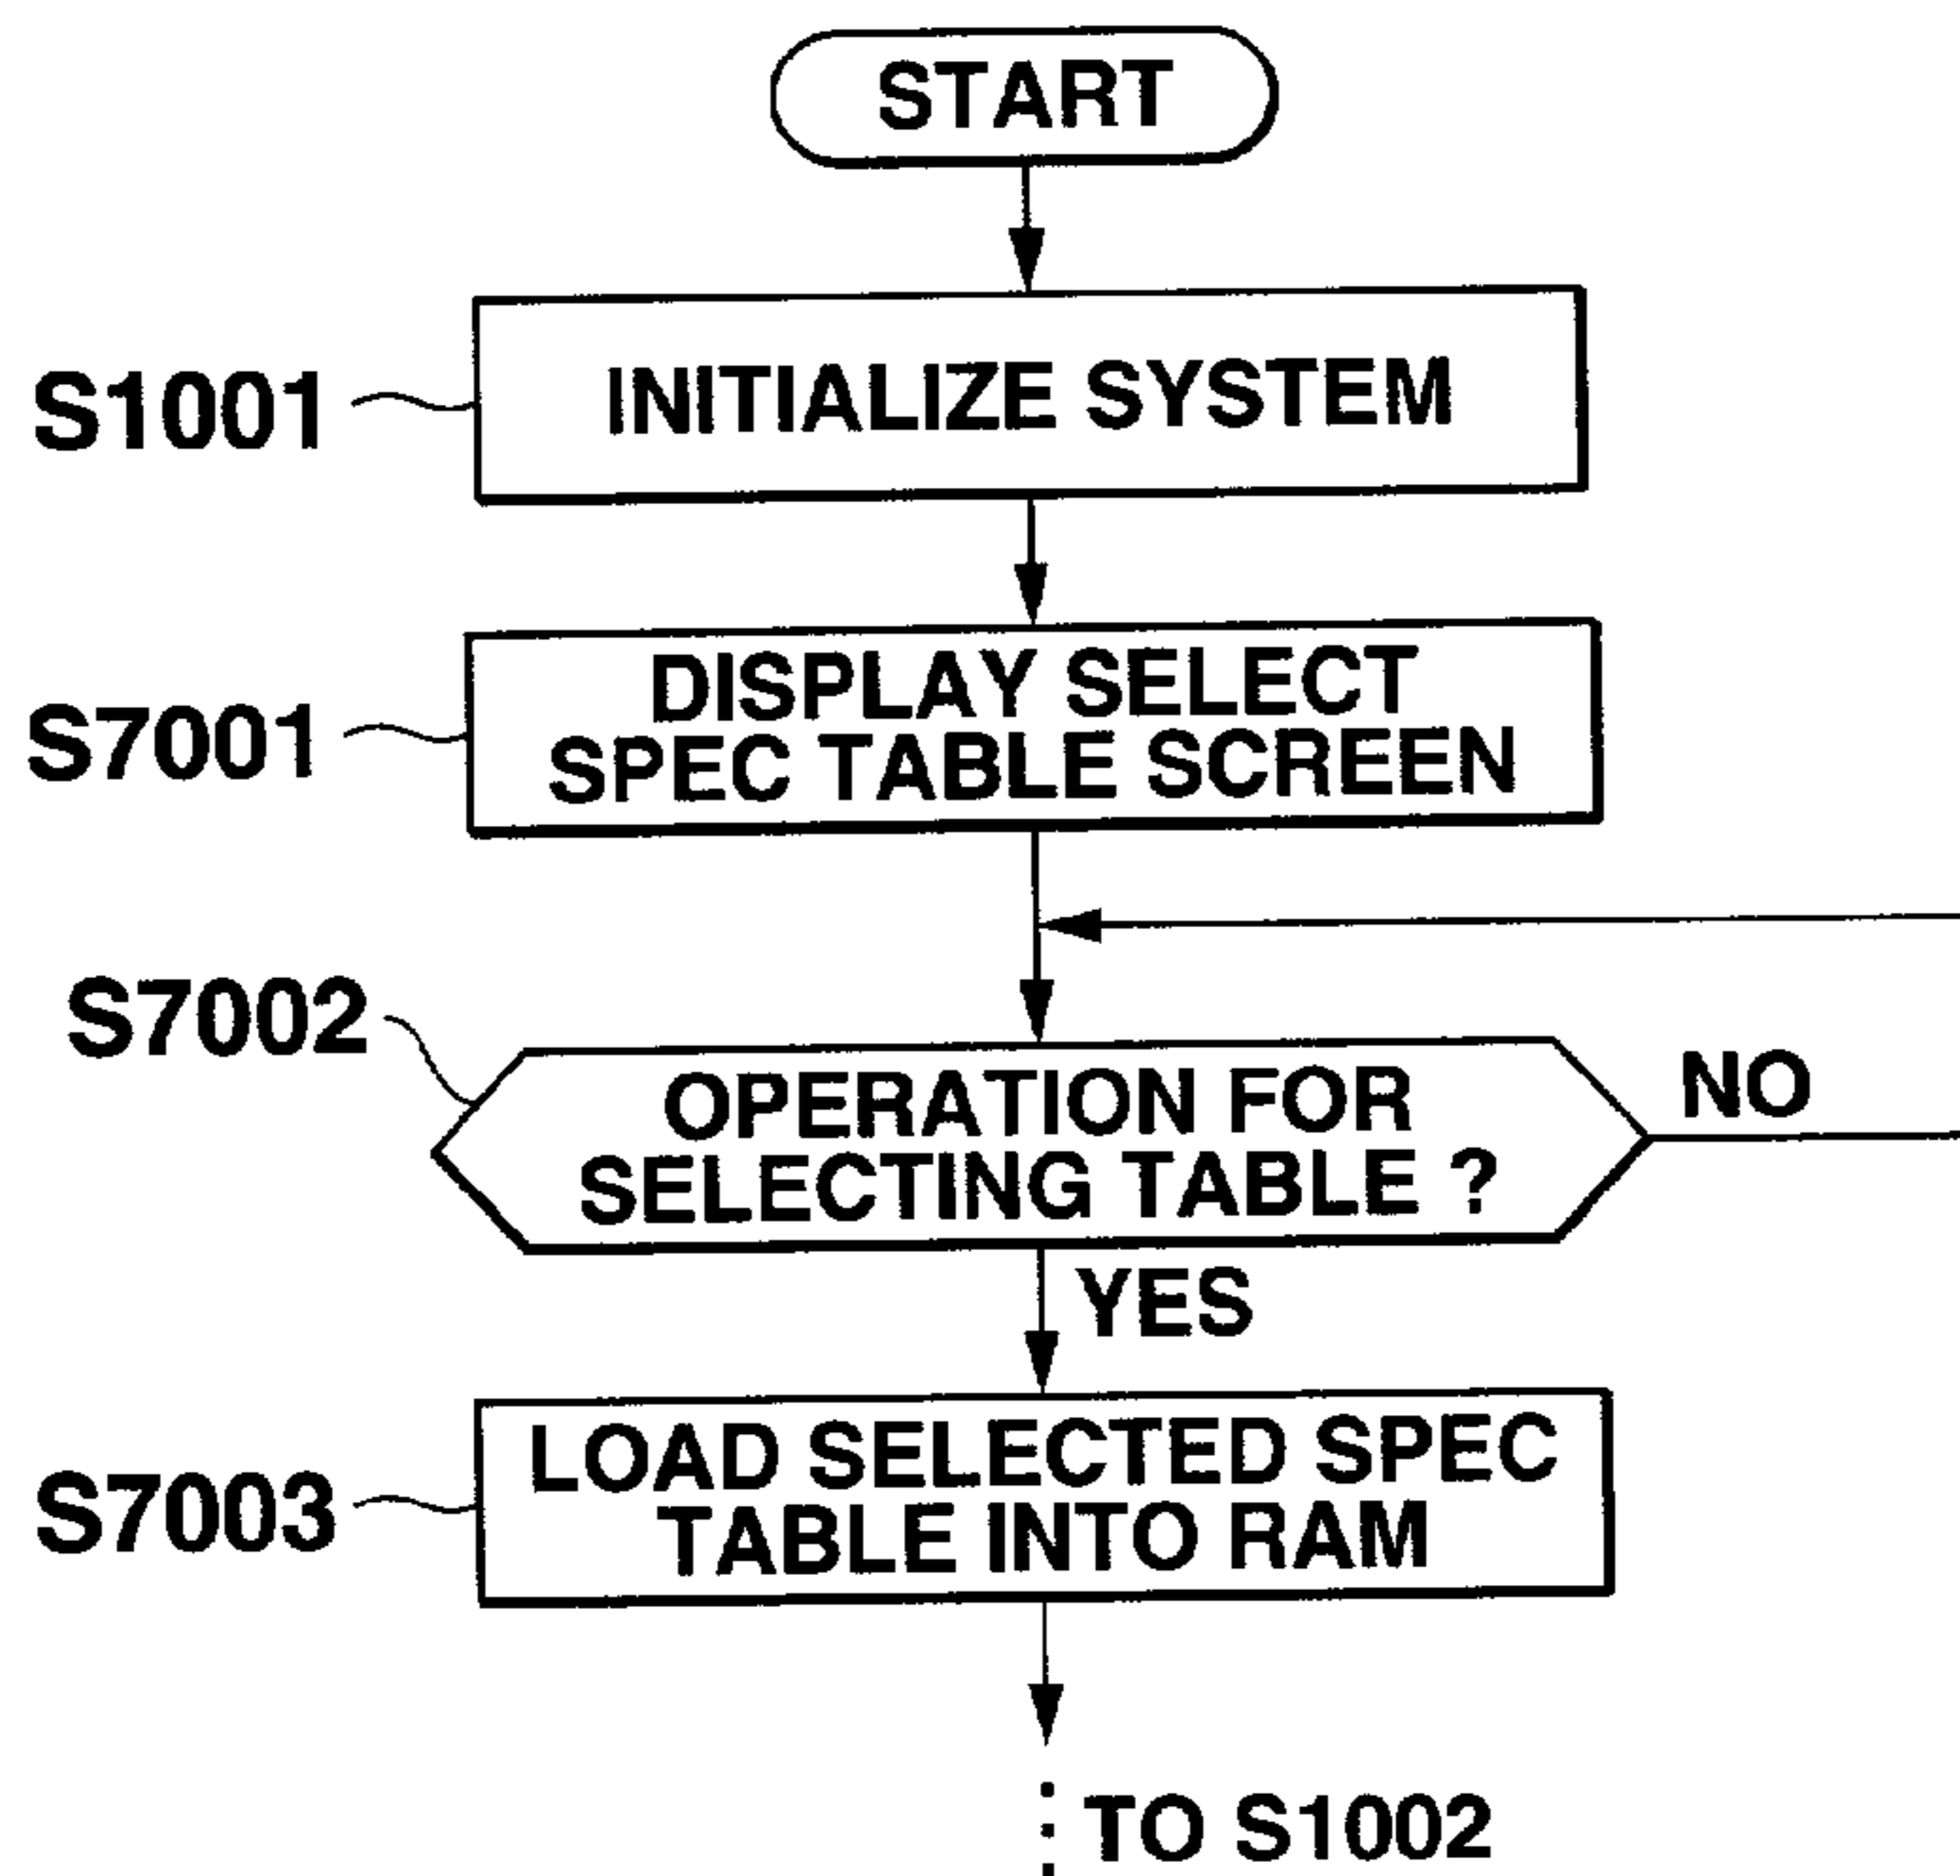 START
S1001
INITIALIZE SYSTEM
S7001
DISPLAY SELECT
SPEC TABLE SCREEN
S7002
OPERATION FOR
SELECTING TABLE ?
NO
YES
S7003
LOAD SELECTED SPEC
TABLE INTO RAM
TO S1002